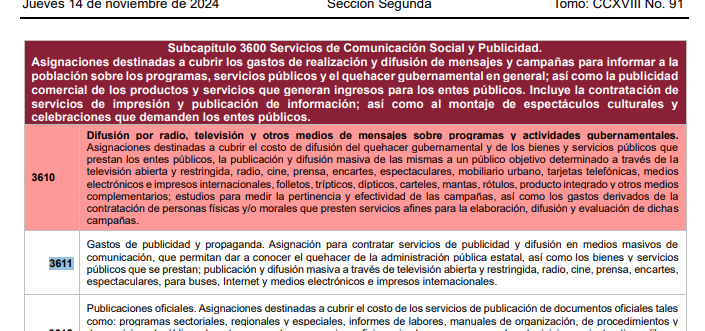 Jueves 14 de noviembre de 2024 Sección Segunda Tomo: CCXVIII No. 91
Subcapítulo 3600 Servicios de Comunicación Social y Publicidad.
Asignaciones destinadas a cubrir los gastos de realización y difusión de mensajes y campañas para informar a la
población sobre los programas, servicios públicos y el quehacer gubernamental en general; así como la publicidad
comercial de los productos y servicios que generan ingresos para los entes públicos. Incluye la contratación de
servicios de impresión y publicación de información; así como al montaje de espectáculos culturales y
celebraciones que demanden los entes públicos.
3610
Difusión por radio, televisión y otros medios de mensajes sobre programas y actividades gubernamentales.
Asignaciones destinadas a cubrir el costo de difusión del quehacer gubernamental y de los bienes y servicios públicos que
prestan los entes públicos, la publicación y difusión masiva de las mismas a un público objetivo determinado a través de la
televisión abierta y restringida, radio, cine, prensa, encartes, espectaculares, mobiliario urbano, tarjetas telefónicas, medios
electrónicos e impresos internacionales, folletos, trípticos, dípticos, carteles, mantas, rótulos, producto integrado y otros medios
complementarios; estudios para medir la pertinencia y efectividad de las campañas, así como los gastos derivados de la
contratación de personas físicas y/o morales que presten servicios afines para la elaboración, difusión y evaluación de dichas
campañas.
3611
Gastos de publicidad y propaganda. Asignación para contratar servicios de publicidad y difusión en medios masivos de
comunicación, que permitan dar a conocer el quehacer de la administración pública estatal, así como los bienes y servicios
públicos que se prestan; publicación y difusión masiva a través de televisión abierta y restringida, radio, cine, prensa, encartes,
espectaculares, para buses, Internet y medios electrónicos e impresos internacionales.
Publicaciones oficiales. Asignaciones destinadas a cubrir el costo de los servicios de publicación de documentos oficiales tales
como: programas sectoriales, regionales y especiales, informes de labores, manuales de organización, de procedimientos y